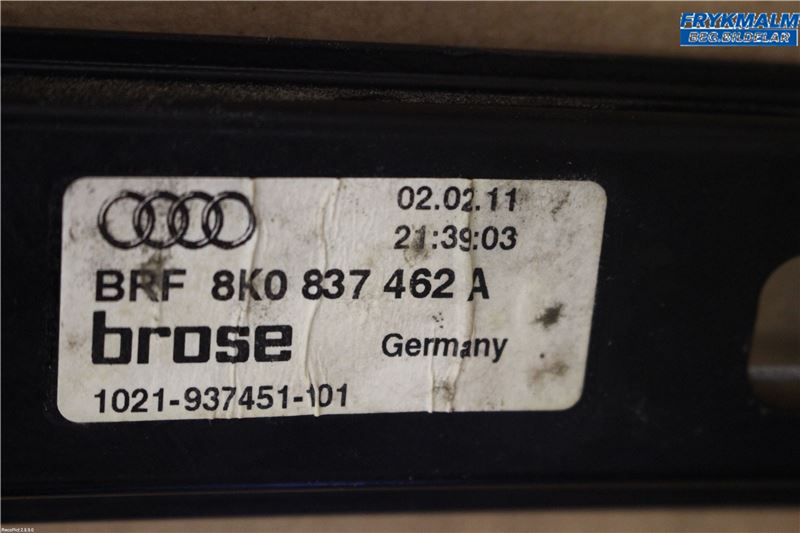 FRYKMALM
BEG.BILDELAR
02.02.11
21:39:03
BRF 8K0 837 462 A
brose
Germany
1021-937451-101